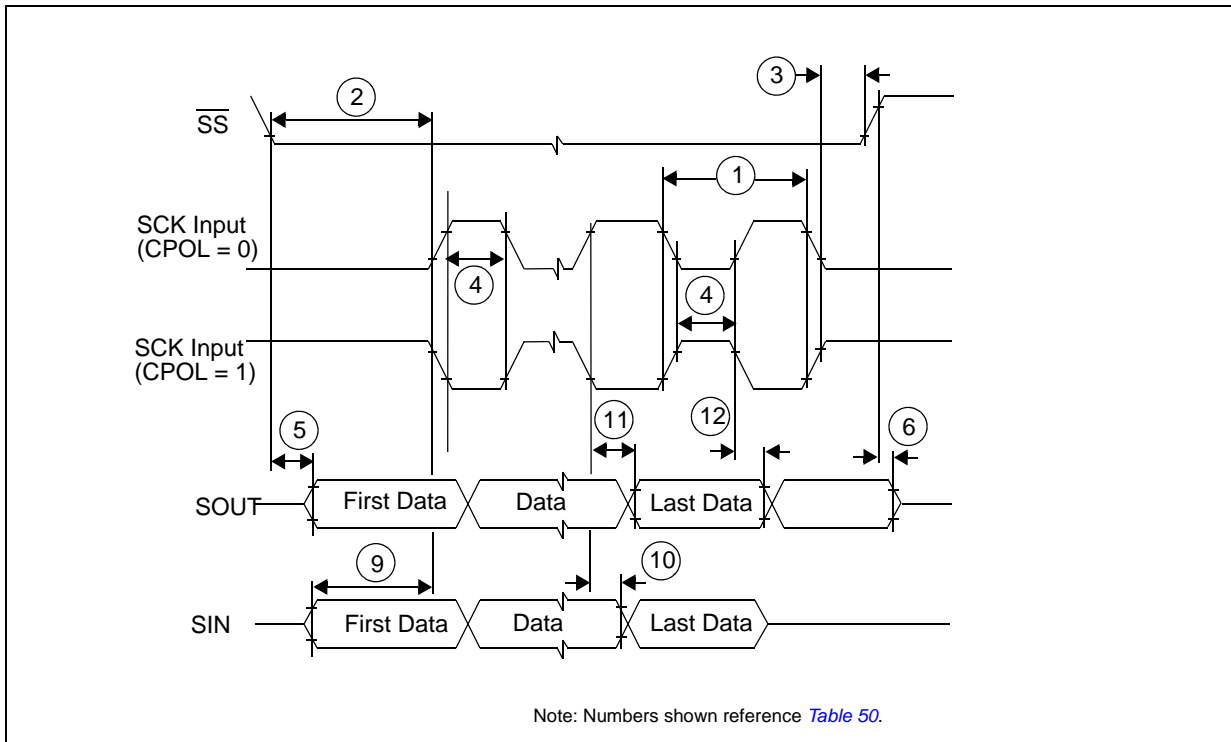 3
2
SS
1
SCK Input
(CPOL = 0)
4
4
SCK Input
(CPOL = 1)
5
11
12
6
SOUT
First Data
Data
Last Data
9
10
SIN
First Data
Data
Last Data
Note: Numbers shown reference Table 50.